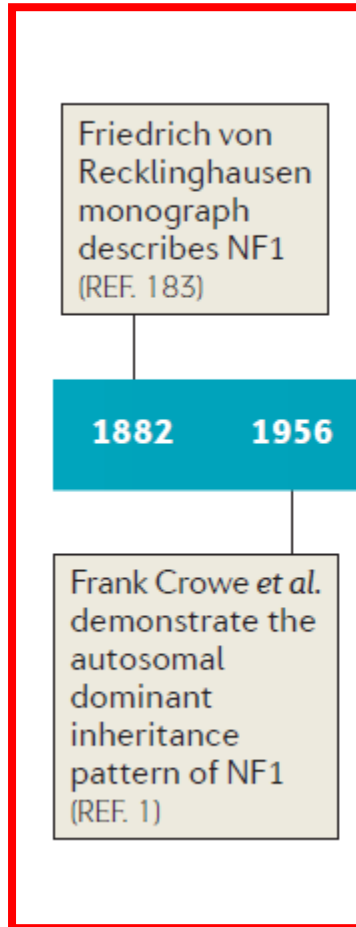 Friedrich von
Recklinghausen
monograph
describes NF1
(REF. 183)
1882 1956
Frank Crowe et al.
demonstrate the
autosomal
dominant
inheritance
pattern of NF1
(REF. 1)